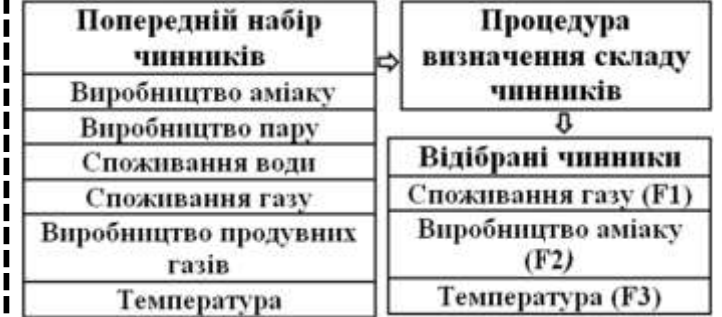 Попередній набір
чинників
Виробництво аміаку
Виробництво пару
Споживання води
Споживання газу
Виробництво продувних
газів
Температура
Процедура
визначення складу
чинників
Відібрані чинники
Споживання газу (F1)
Виробництво аміаку
(F2)
Температура (F3)